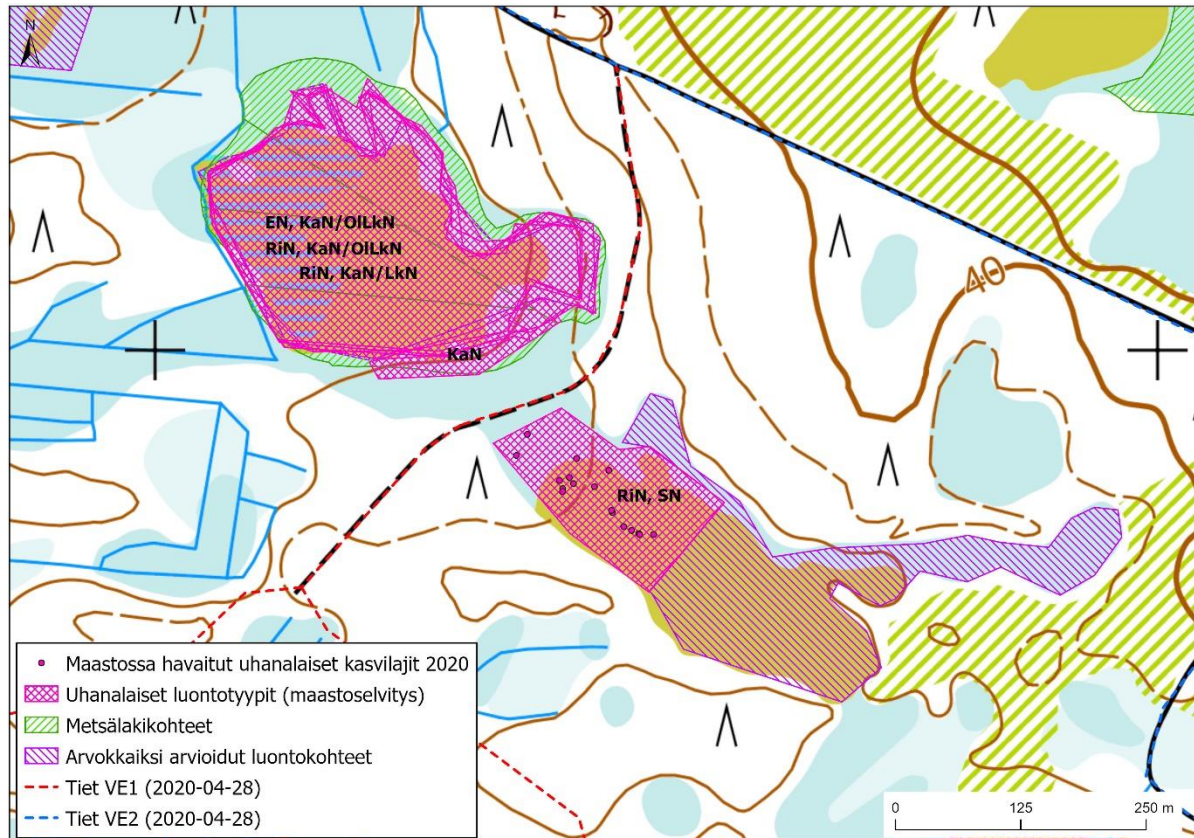 N
40
EN, KaN/OlLkN
RiN, KaN/OlLkN
RiN, KaN/LkN
KaN
RiN, SN
Maastossa havaitut uhanalaiset kasvilajit 2020
Uhanalaiset luontotyypit (maastoselvitys)
Metsälakikohteet
Arvokkaiksi arvioidut luontokohteet
Tiet VE1 (2020-04-28)
Tiet VE2 (2020-04-28)
0 125 250 m